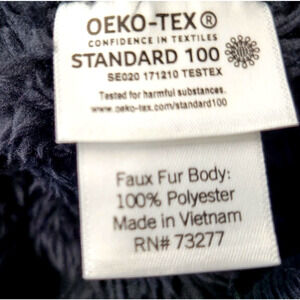 OEKO-TEX®
CONFIDENCE IN TEXTILES
STANDARD 100
SE020 171210 TESTEX
Tested for harmful substances.
www.oeko-tex.com/standard100
Faux Fur Body:
100% Polyester
Made in Vietnam
RN# 73277